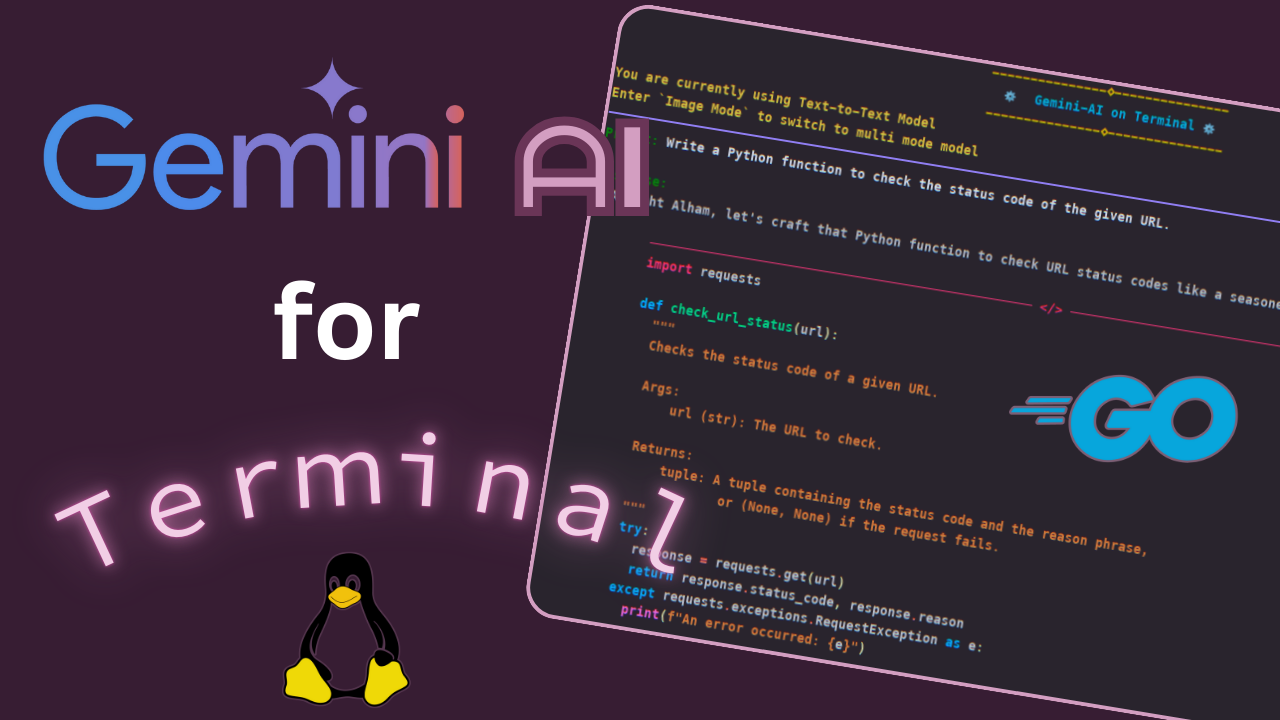 Gemini AI
for
Terminal
Gemini-AI on Terminal
You are currently using Text-to-Text Model
Enter `Image Mode` to switch to multi mode model
Write a Python function to check the status code of the given URL.
se:
ht Alham, let's craft that Python function to check URL status codes like a seasone
</>
import requests
def check_url_status(url):
"""
Checks the status code of a given URL.
Args:
url (str): The URL to check.
Returns:
tuple: A tuple containing the status code and the reason phrase,
or (None, None) if the request fails.
"""
try:
response = requests.get(url)
return response.status_code, response.reason
except requests.exceptions.RequestException as e:
print(f"An error occurred: {e}")
GO